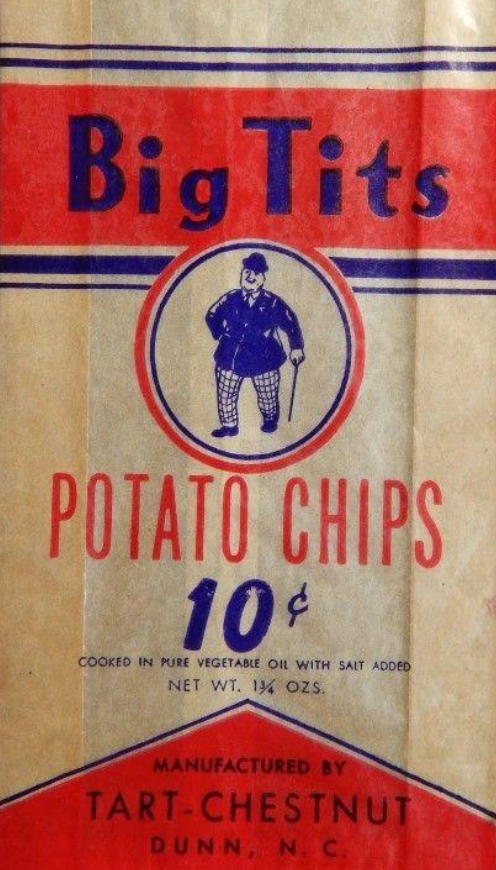 Big Tits
POTATO CHIPS
10¢
COOKED IN PURE VEGETABLE OIL WITH SALT ADDED
NET WT. 1¾ OZS.
MANUFACTURED BY
TART-CHESTNUT
DUNN, N. C.